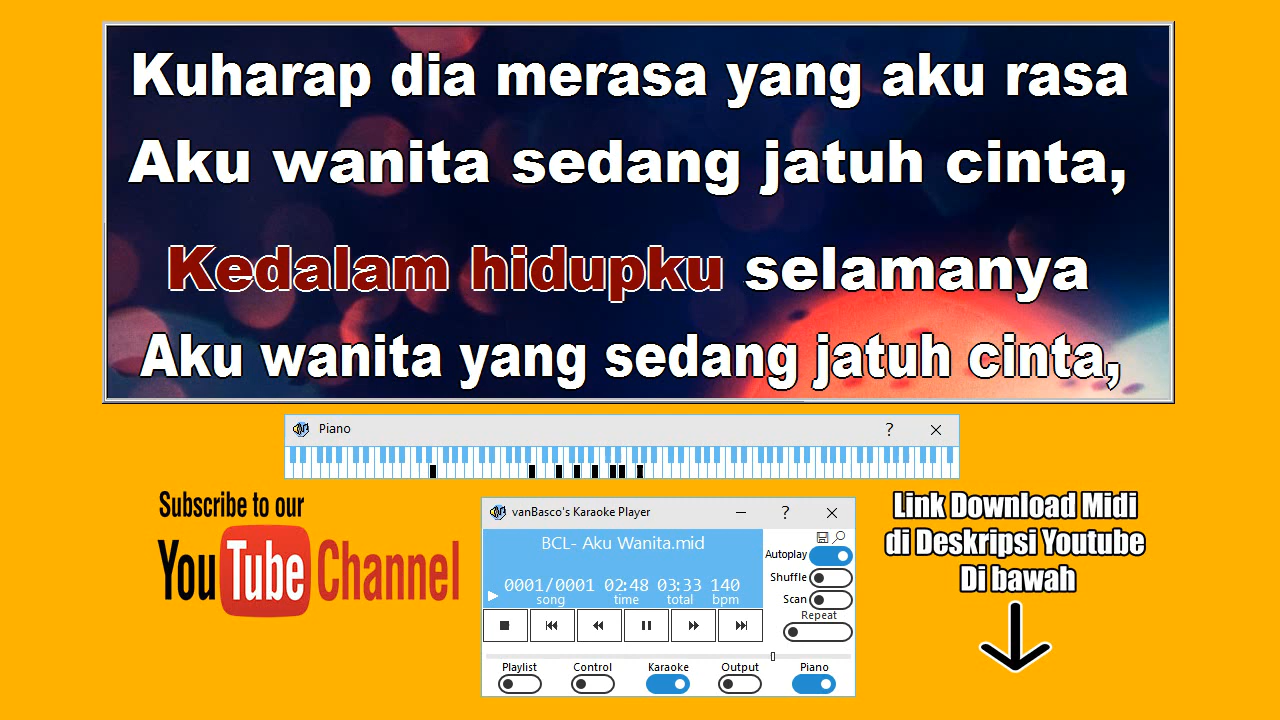 Kuharap dia merasa yang aku rasa
Aku wanita sedang jatuh cinta,
Kedalam hidupku selamanya
Aku wanita yang sedang jatuh cinta,
Piano
?
Subscribe to our
YouTube Channel
vanBasco's Karaoke Player
?
BCL- Aku Wanita.mid
0001/0001 02:48 03:33 140
song time total bpm
Autoplay
Shuffle
Scan
Repeat
Playlist Control Karaoke Output Piano
Link Download Midi
di Deskripsi Youtube
Di bawah